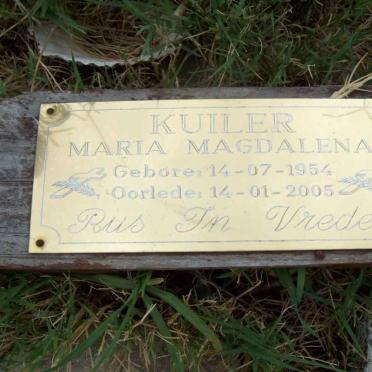 KUILER
MARIA MAGDALENA
Gebore: 14-07-1954
Oorlede: 14-01-2005
Rus In Vrede